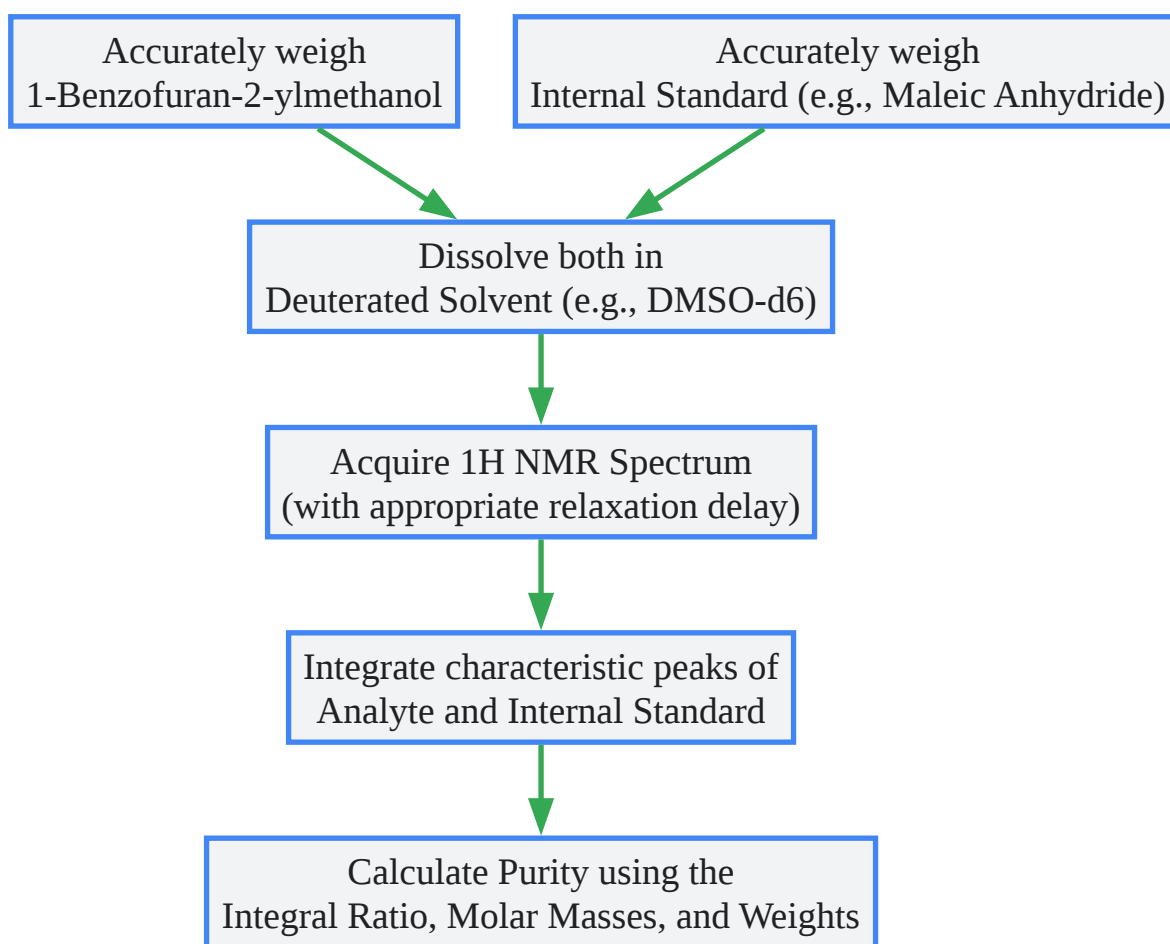 Accurately weigh
1-Benzofuran-2-ylmethanol
Accurately weigh
Internal Standard (e.g., Maleic Anhydride)
Dissolve both in
Deuterated Solvent (e.g., DMSO-d6)
Acquire 1H NMR Spectrum
(with appropriate relaxation delay)
Integrate characteristic peaks of
Analyte and Internal Standard
Calculate Purity using the
Integral Ratio, Molar Masses, and Weights